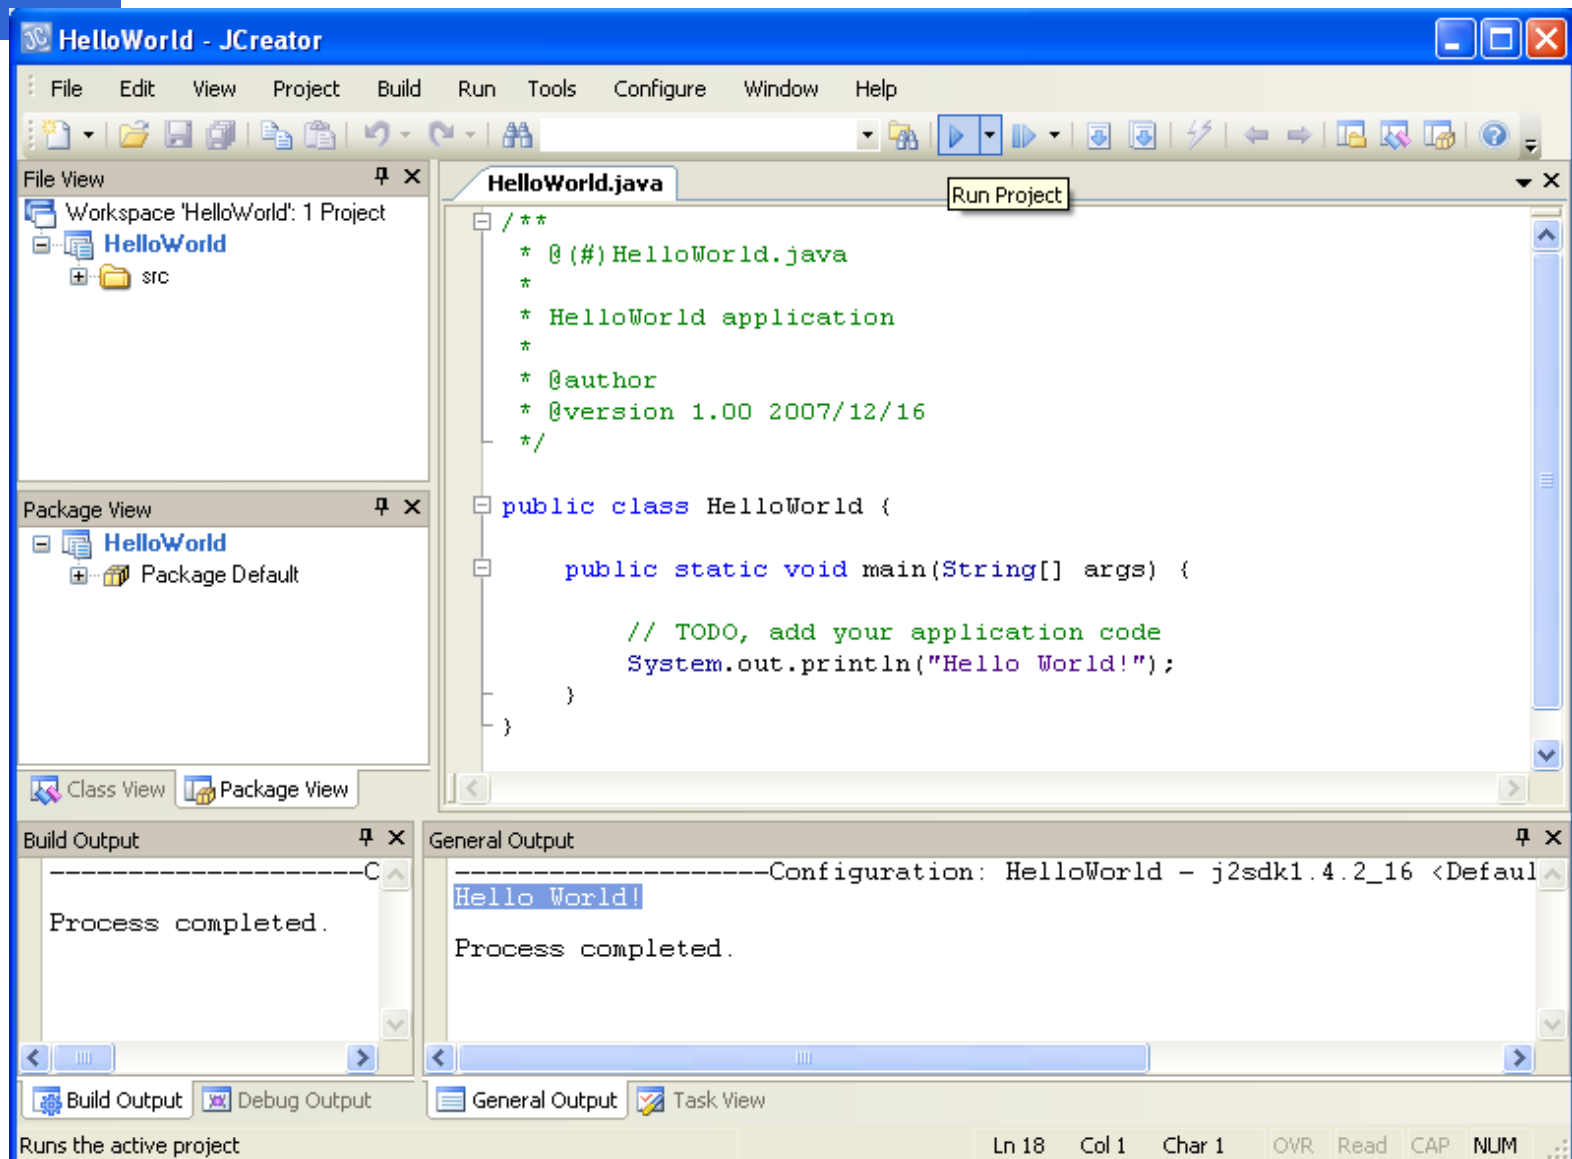 HelloWorld - JCreator
File Edit View Project Build Run Tools Configure Window Help
File View
Workspace 'HelloWorld': 1 Project
HelloWorld
src
Package View
HelloWorld
Package Default
Class View Package View
HelloWorld.java
Run Project
/**
* @(#)HelloWorld.java
*
* HelloWorld application
*
* @author
* @version 1.00 2007/12/16
*/
public class HelloWorld {
public static void main(String[] args) {
// TODO, add your application code
System.out.println("Hello World!");
}
}
Build Output
--------------------C
Process completed.
Build Output Debug Output
General Output
--------------------Configuration: HelloWorld - j2sdk1.4.2_16 <Defaul
Hello World!
Process completed.
General Output Task View
Runs the active project Ln 18 Col 1 Char 1 OVR Read CAP NUM